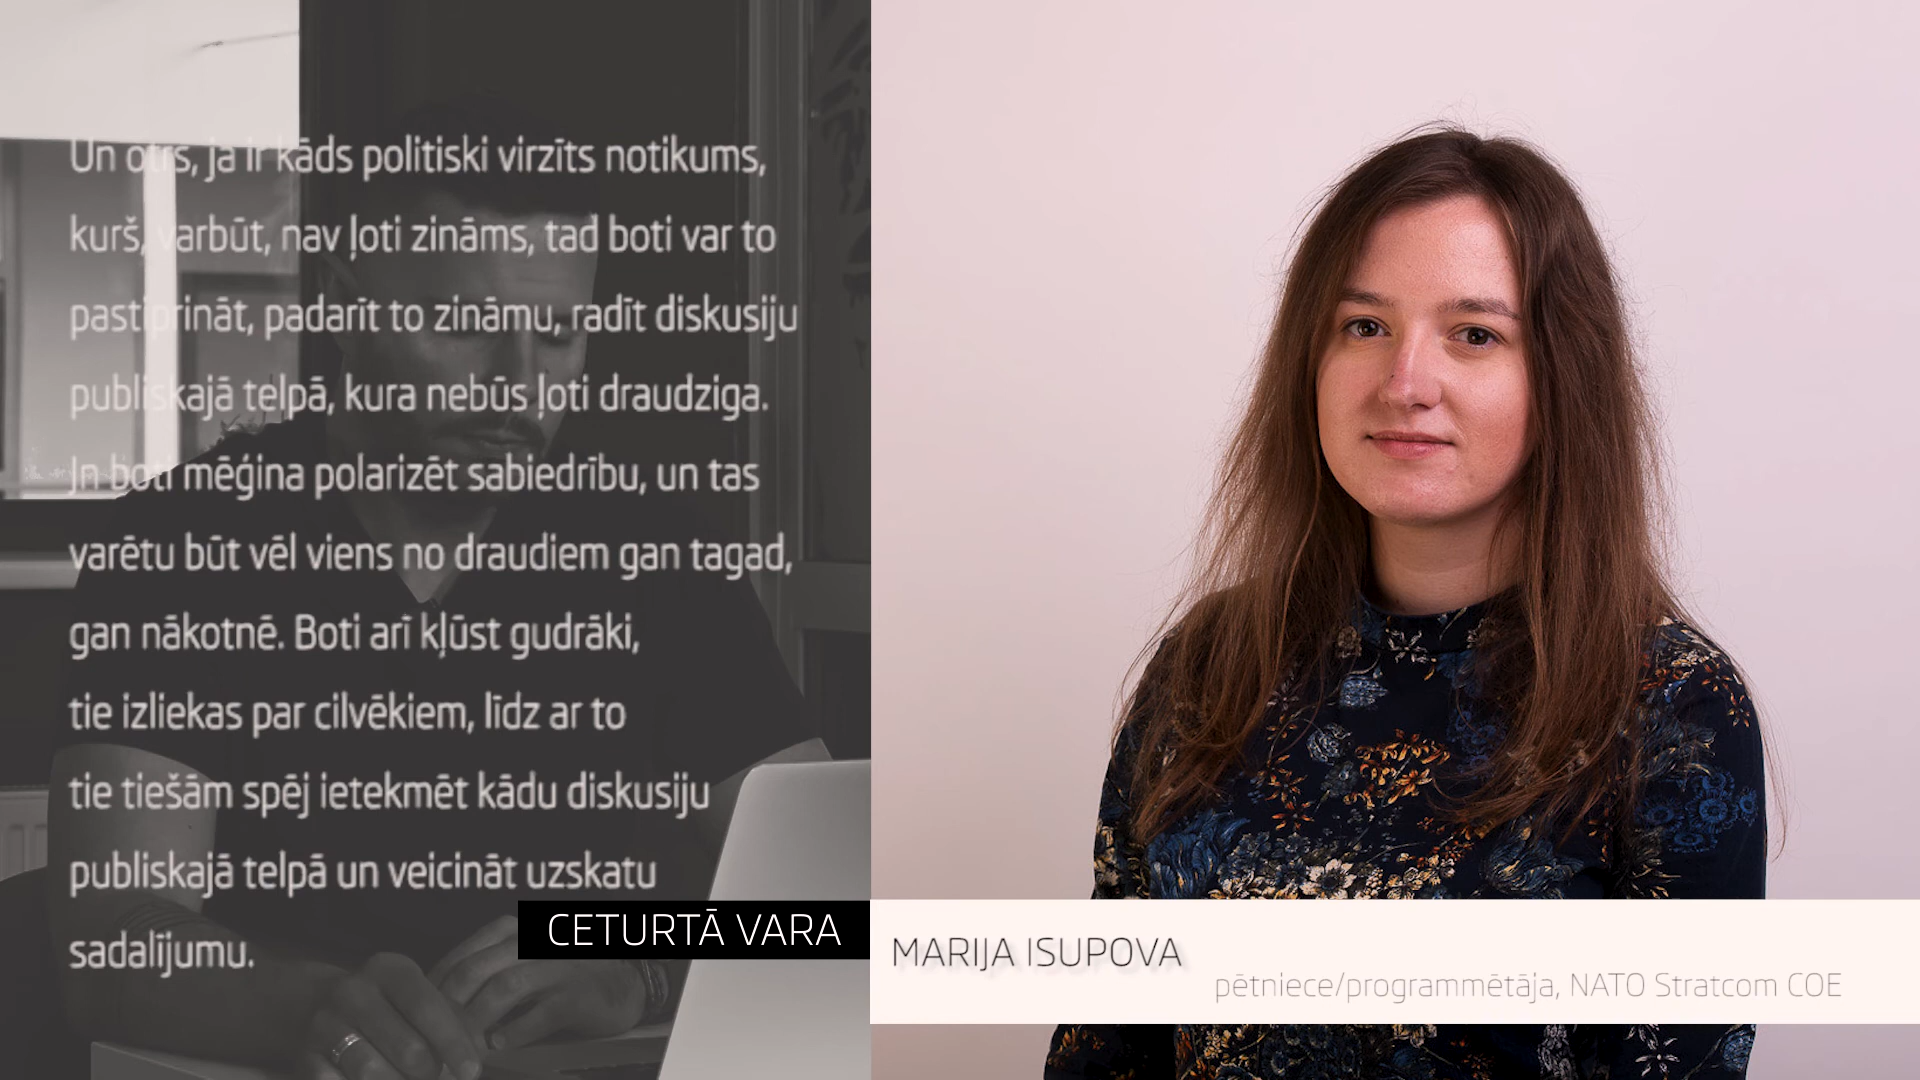 Un otrs, ja ir kāds politiski virzīts notikums,
kurš, varbūt, nav ļoti zināms, tad boti var to
pastiprināt, padarīt to zināmu, radīt diskusiju
publiskajā telpā, kura nebūs ļoti draudziga.
Jn boti mēģina polarizēt sabiedrību, un tas
varētu būt vēl viens no draudiem gan tagad,
gan nākotnē. Boti arī kļūst gudrāki,
tie izliekas par cilvēkiem, līdz ar to
tie tiešām spēj ietekmēt kādu diskusiju
publiskajā telpā un veicināt uzskatu
sadalījumu.
CETURTĀ VARA
MARIJA ISUPOVA
pētniece/programmētāja, NATO Stratcom COE